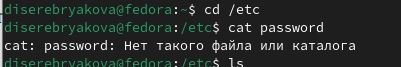 diserebryakova@fedora:~$ cd /etc
diserebryakova@fedora:/etc$ cat password
cat: password: Нет такого файла или каталога
diserebryakova@fedora:/etc$ ls